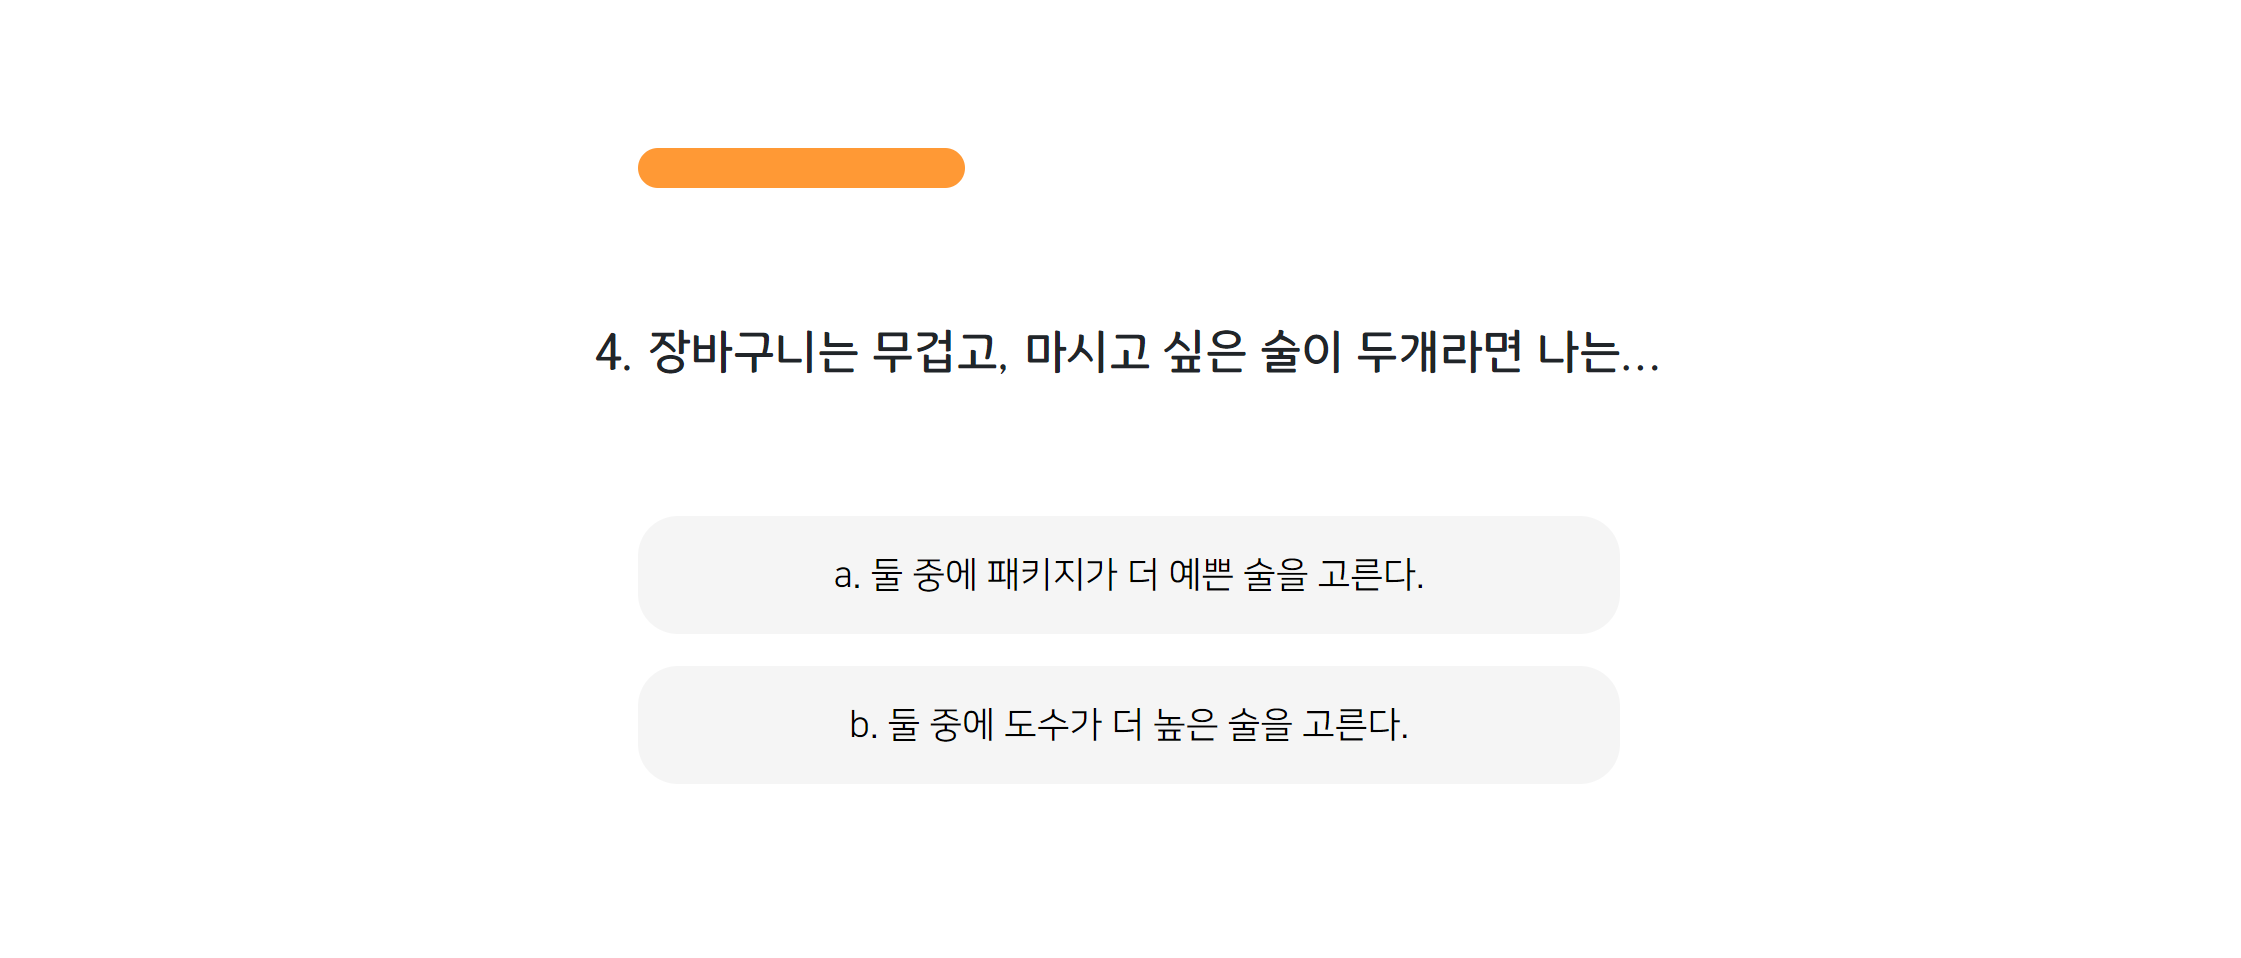 4. 장바구니는 무겁고, 마시고 싶은 술이 두개라면 나는...
a. 둘 중에 패키지가 더 예쁜 술을 고른다.
b. 둘 중에 도수가 더 높은 술을 고른다.